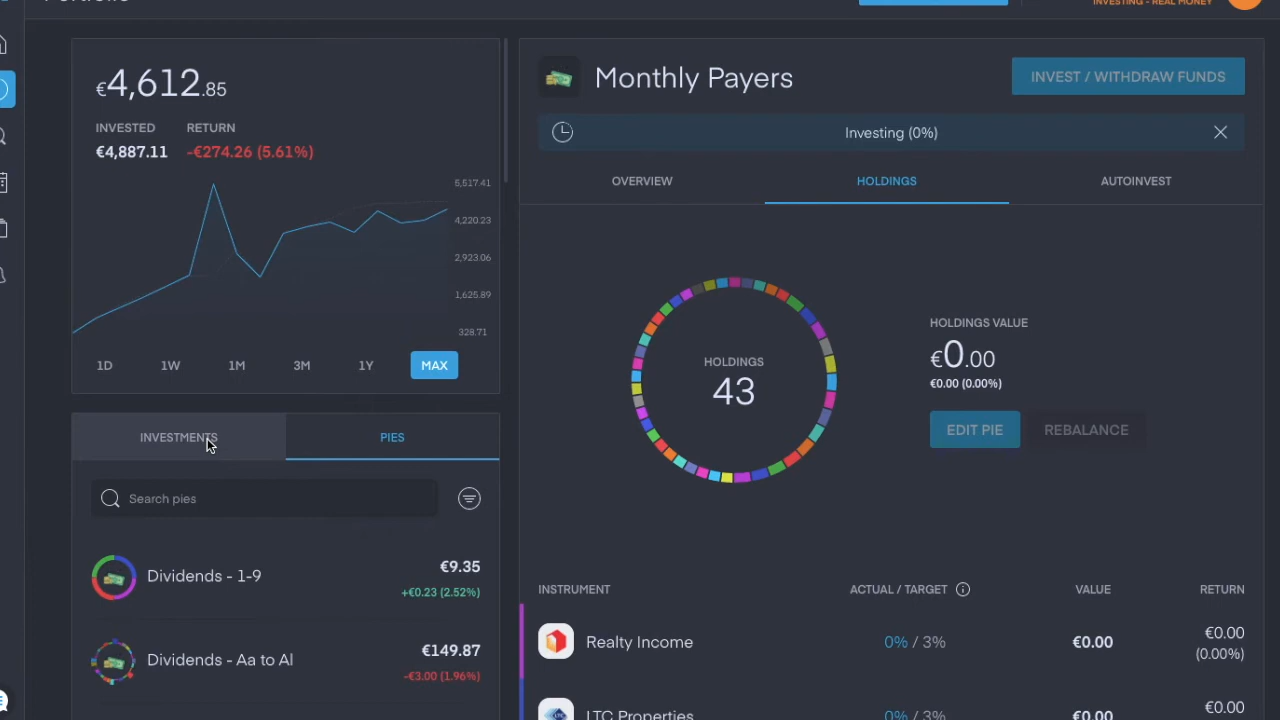 Portfolio
INVESTING - REAL MONEY
€4,612.85
INVESTED RETURN
€4,887.11 -€274.26 (5.61%)
5,517.41
4,220.23
2,923.06
1,625.89
328.71
1D 1W 1M 3M 1Y MAX
INVESTMENTS PIES
Search pies
Dividends - 1-9
€9.35
+€0.23 (2.52%)
Dividends - Aa to Al
€149.87
-€3.00 (1.96%)
Monthly Payers
INVEST / WITHDRAW FUNDS
Investing (0%)
OVERVIEW HOLDINGS AUTOINVEST
HOLDINGS
43
HOLDINGS VALUE
€0.00
€0.00 (0.00%)
EDIT PIE REBALANCE
INSTRUMENT ACTUAL / TARGET VALUE RETURN
Realty Income 0% / 3% €0.00 €0.00
(0.00%)
LTC Properties 0% / 3% €0.00 €0.00